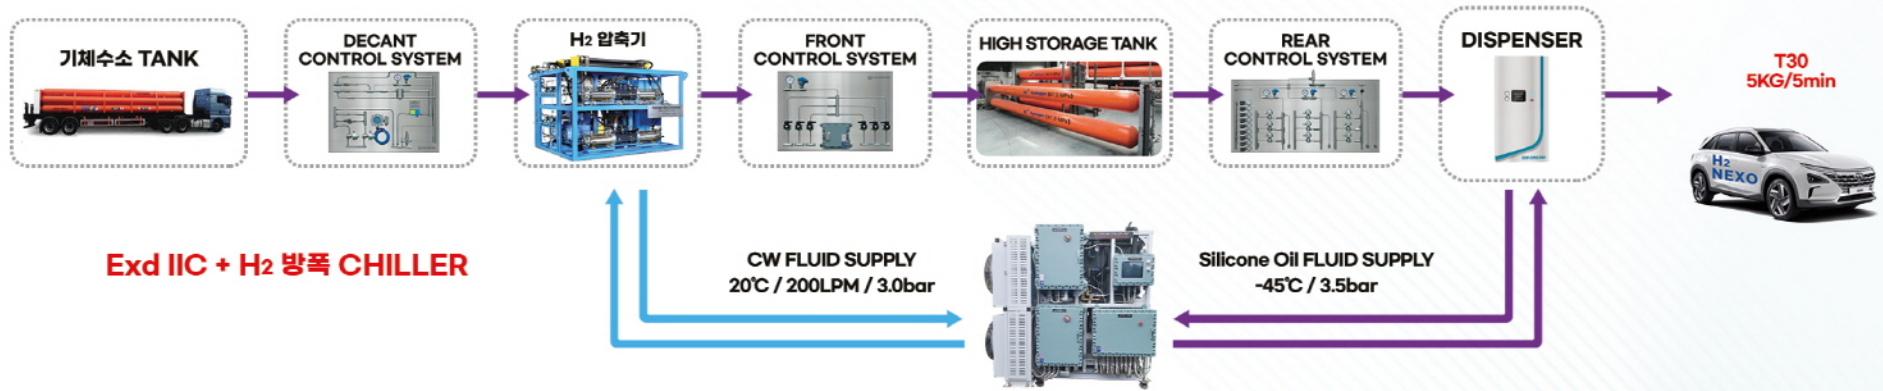 기체수소 TANK
DECANT
CONTROL SYSTEM
H2 압축기
FRONT
CONTROL SYSTEM
HIGH STORAGE TANK
REAR
CONTROL SYSTEM
DISPENSER
T30
5KG/5min
H2
NEXO
Exd IIC + H2 방폭 CHILLER
CW FLUID SUPPLY
20℃ / 200LPM / 3.0bar
Silicone Oil FLUID SUPPLY
-45℃ / 3.5bar